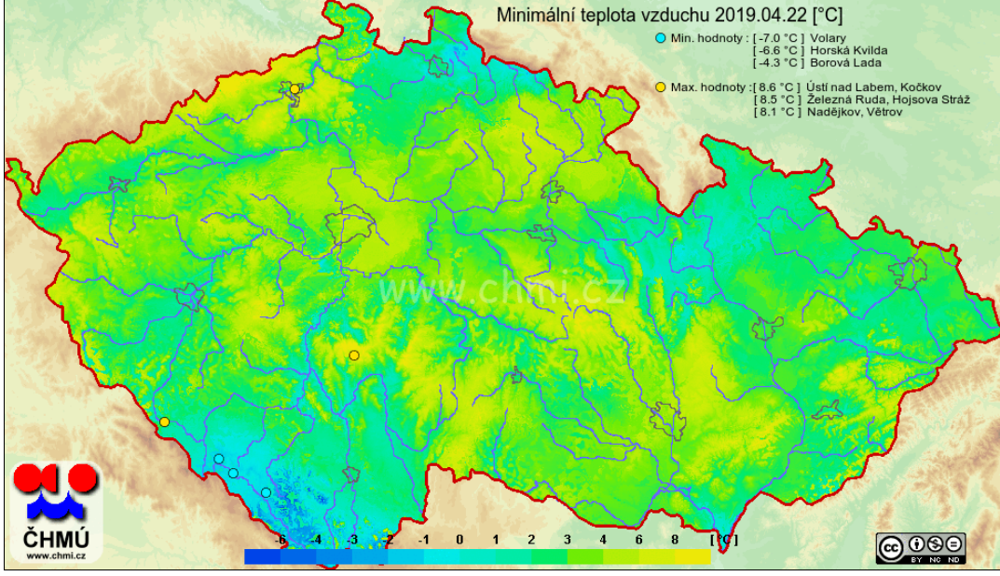 Minimální teplota vzduchu 2019.04.22 [°C]
Min. hodnoty : [ -7.0 °C ] Volary
[ -6.6 °C ] Horská Kvilda
[ -4.3 °C ] Borová Lada
Max. hodnoty : [ 8.6 °C ] Ústí nad Labem, Kočkov
[ 8.5 °C ] Železná Ruda, Hojsova Stráž
[ 8.1 °C ] Nadějkov, Větrov
www.chmi.cz
ČHMÚ
www.chmi.cz
-6 -4 -3 -2 -1 0 1 2 3 4 6 8 [°C]
cc
BY NC ND